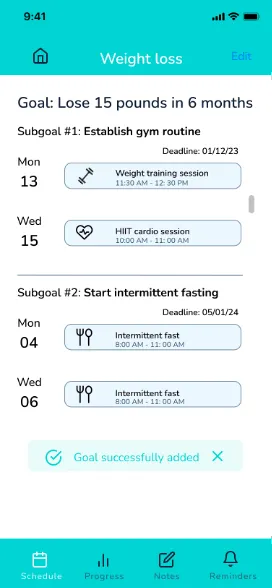 9:41
Weight loss
Edit
Goal: Lose 15 pounds in 6 months
Subgoal #1: Establish gym routine
Deadline: 01/12/23
Mon
13
Weight training session
11:30 AM - 12: 30 PM
Wed
15
HIIT cardio session
10:00 AM - 11: 00 AM
Subgoal #2: Start intermittent fasting
Deadline: 05/01/24
Mon
04
Intermittent fast
8:00 AM - 11: 00 AM
Wed
06
Intermittent fast
8:00 AM - 11: 00 AM
Goal successfully added
Schedule
Progress
Notes
Reminders